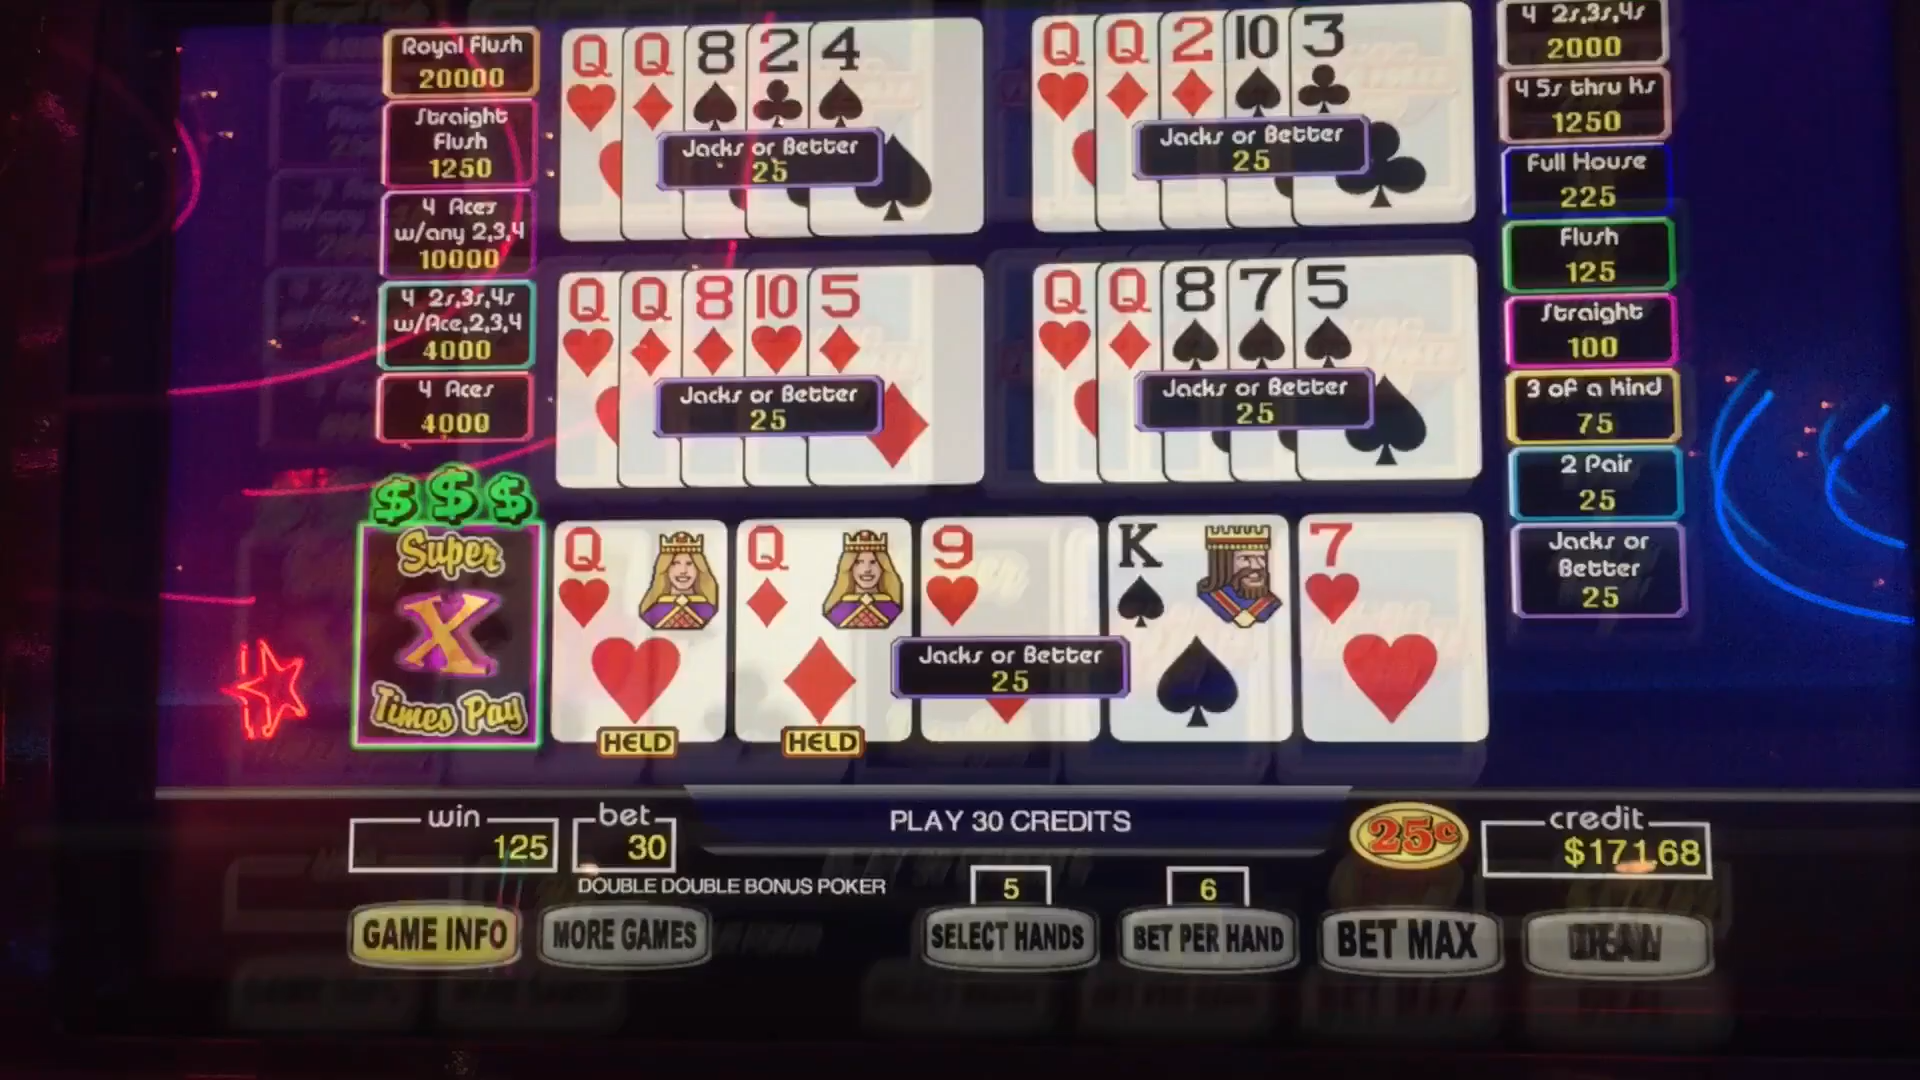 Royal Flush
20000
Straight
Flush
1250
4 Aces
w/any 2,3,4
10000
4 2s,3s,4s
w/Ace,2,3,4
4000
4 Aces
4000
Q Q 8 2 4
Jacks or Better
25
Q Q 2 10 3
Jacks or Better
25
Q Q 8 10 5
Jacks or Better
25
Q Q 8 7 5
Jacks or Better
25
4 2s,3s,4s
2000
4 5s thru Ks
1250
Full House
225
Flush
125
Straight
100
3 of a Kind
75
2 Pair
25
Jacks or
Better
25
$ $ $
Super
X
Times Pay
Q Q 9 K 7
Jacks or Better
25
HELD HELD
win
125
bet
30
PLAY 30 CREDITS
25¢
credit
$171.68
DOUBLE DOUBLE BONUS POKER
5
6
GAME INFO
MORE GAMES
SELECT HANDS
BET PER HAND
BET MAX